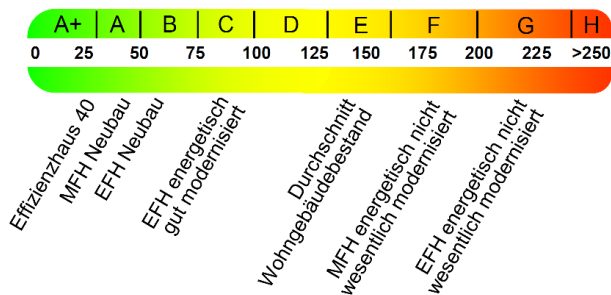 A+ A B C D E F G H
0 25 50 75 100 125 150 175 200 225 >250
Effizienzhaus 40
MFH Neubau
EFH Neubau
EFH energetisch
gut modernisiert
Durchschnitt
Wohngebäudebestand
MFH energetisch nicht
wesentlich modernisiert
EFH energetisch nicht
wesentlich modernisiert